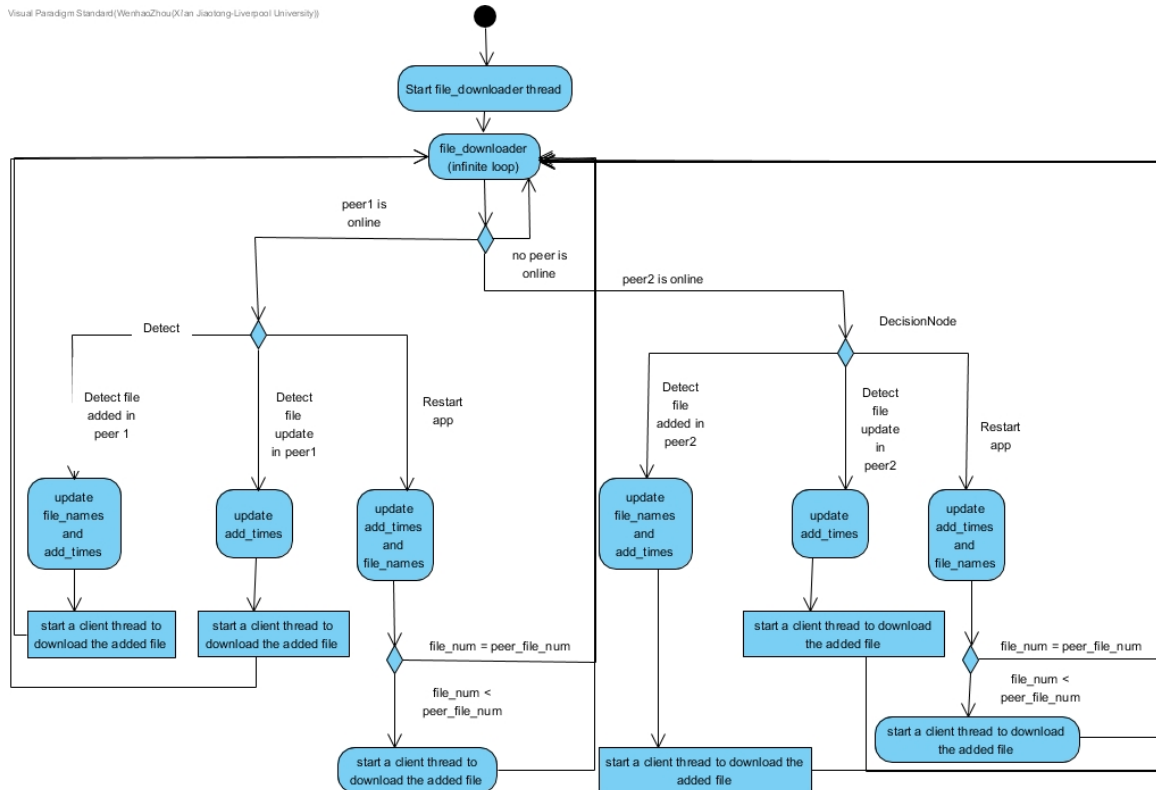 Visual Paradigm Standard(WenhaoZhou(Xi'an Jiaotong-Liverpool University))
Start file_downloader thread
file_downloader
(infinite loop)
peer1 is
online
no peer is
online
peer2 is online
Detect
DecisionNode
Detect file
added in
peer 1
Detect
file
update
in peer1
Restart
app
Detect
file
added in
peer2
Detect
file
update
in
peer2
Restart
app
update
file_names
and
add_times
update
add_times
update
add_times
and
file_names
update
file_names
and
add_times
update
add_times
update
add_times
and
file_names
start a client thread to
download the added file
start a client thread to
download the added file
file_num = peer_file_num
file_num <
peer_file_num
start a client thread to download
the added file
file_num = peer_file_num
file_num <
peer_file_num
start a client thread to
download the added file
start a client thread to download the
added file
start a client thread to download
the added file